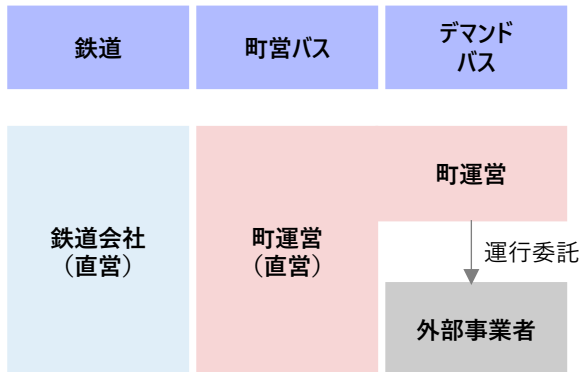 鉄道
町営バス
デマンド
バス
鉄道会社
（直営）
町運営
（直営）
町運営
運行委託
外部事業者